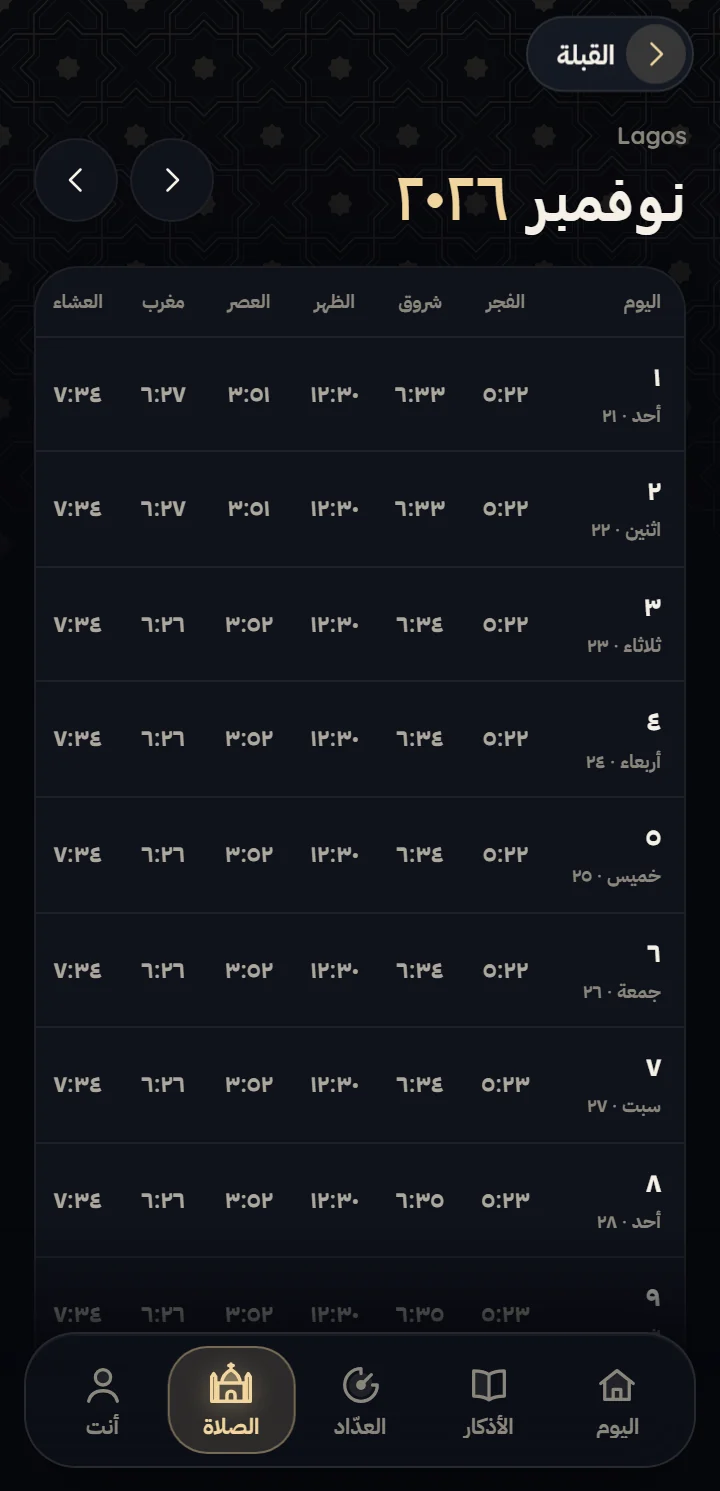 القبلة
Lagos
نوفمبر ٢٠٢٦
اليوم الفجر شروق الظهر العصر مغرب العشاء
١ ٥:٢٢ ٦:٣٣ ١٢:٣٠ ٣:٥١ ٦:٢٧ ٧:٣٤
أحد · ٢١
٢ ٥:٢٢ ٦:٣٣ ١٢:٣٠ ٣:٥١ ٦:٢٧ ٧:٣٤
اثنين · ٢٢
٣ ٥:٢٢ ٦:٣٤ ١٢:٣٠ ٣:٥٢ ٦:٢٦ ٧:٣٤
ثلاثاء · ٢٣
٤ ٥:٢٢ ٦:٣٤ ١٢:٣٠ ٣:٥٢ ٦:٢٦ ٧:٣٤
أربعاء · ٢٤
٥ ٥:٢٢ ٦:٣٤ ١٢:٣٠ ٣:٥٢ ٦:٢٦ ٧:٣٤
خميس · ٢٥
٦ ٥:٢٢ ٦:٣٤ ١٢:٣٠ ٣:٥٢ ٦:٢٦ ٧:٣٤
جمعة · ٢٦
٧ ٥:٢٣ ٦:٣٤ ١٢:٣٠ ٣:٥٢ ٦:٢٦ ٧:٣٤
سبت · ٢٧
٨ ٥:٢٣ ٦:٣٥ ١٢:٣٠ ٣:٥٢ ٦:٢٦ ٧:٣٤
أحد · ٢٨
٩ ٥:٢٣ ٦:٣٥ ١٢:٣٠ ٣:٥٢ ٦:٢٦ ٧:٣٤
اليوم الأذكار العدّاد الصلاة أنت